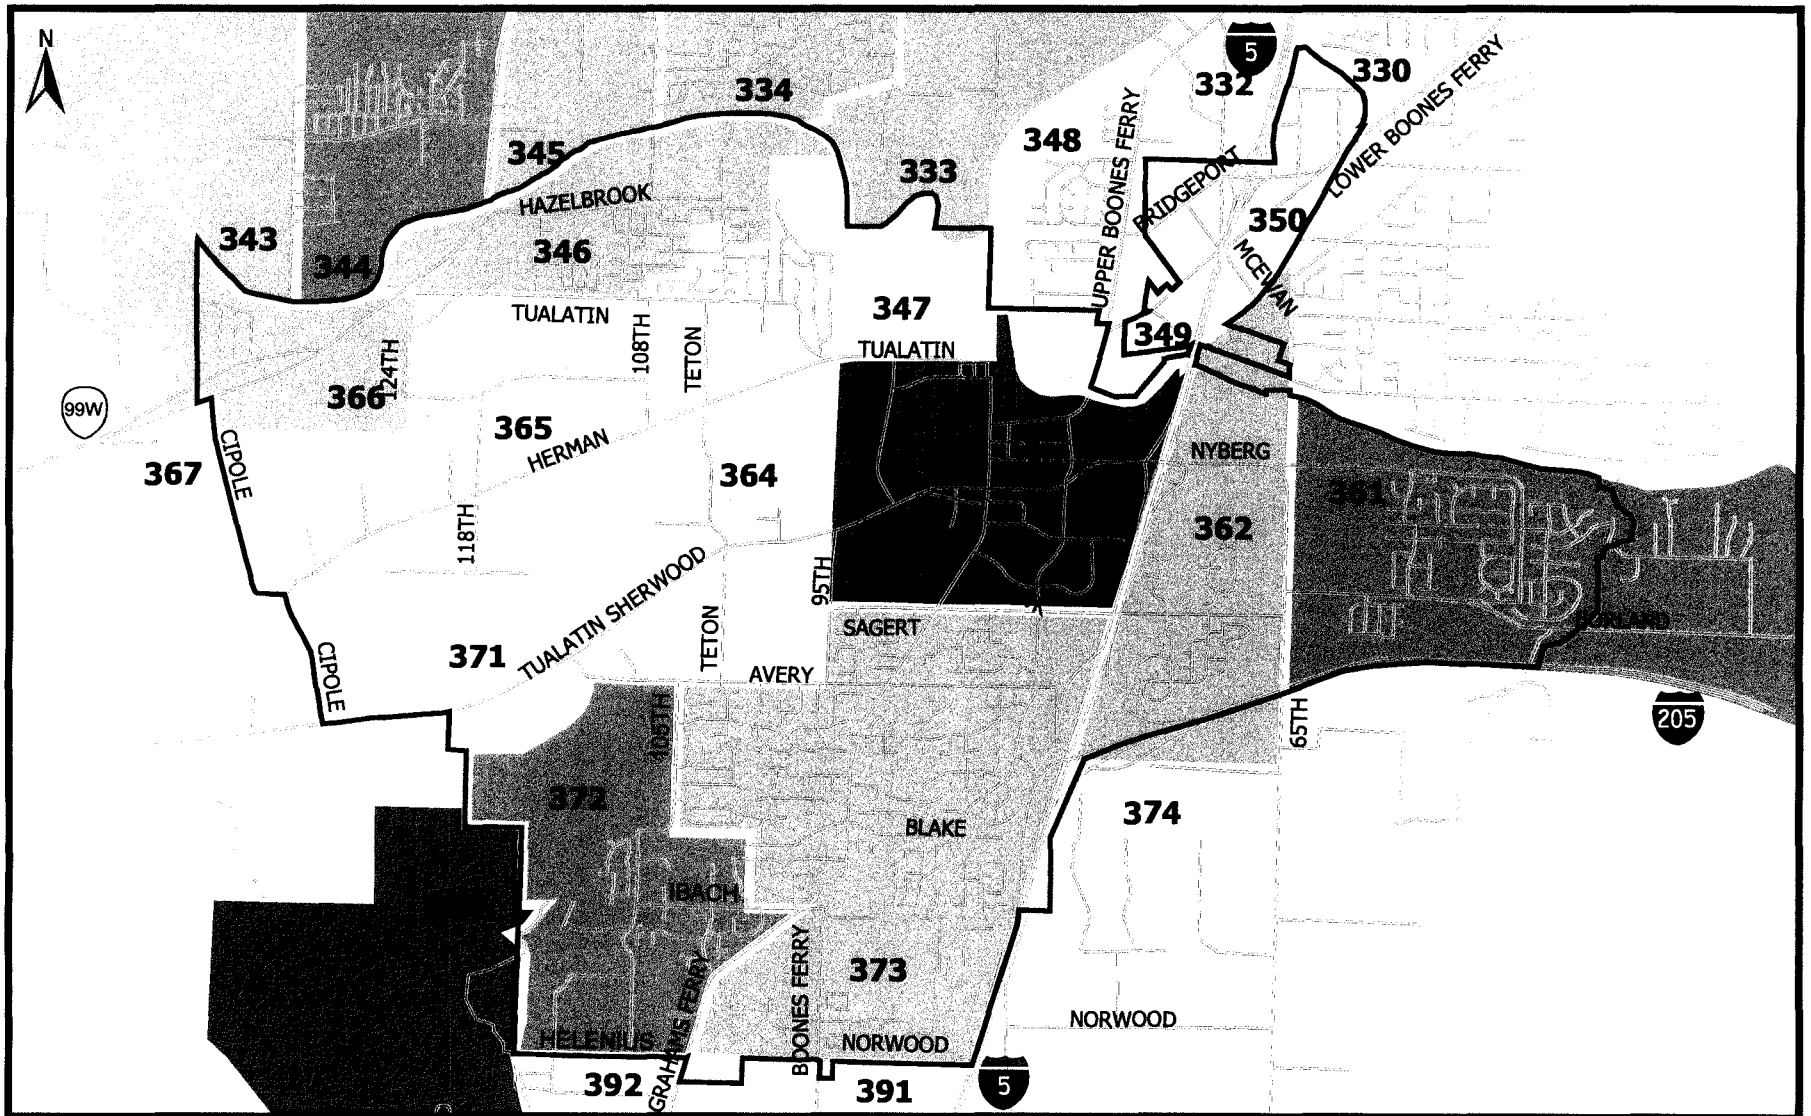 N
5
332
330
334
LOWER BOONES FERRY
348
345
333
UPPER BOONES FERRY
BRIDGEPORT
HAZELBROOK
350
343
344
346
MCEWAN
TUALATIN
347
349
108TH
TETON
TUALATIN
124TH
366
99W
365
HERMAN
NYBERG
CIPOLE
367
364
361
118TH
362
95TH
TUALATIN SHERWOOD
SAGERT
BORLAND
TETON
371
AVERY
CIPOLE
205
105TH
65TH
372
374
BLAKE
IBACH
373
BOONES FERRY
GRAHAMS FERRY
NORWOOD
HELENIUS
NORWOOD
392
391
5